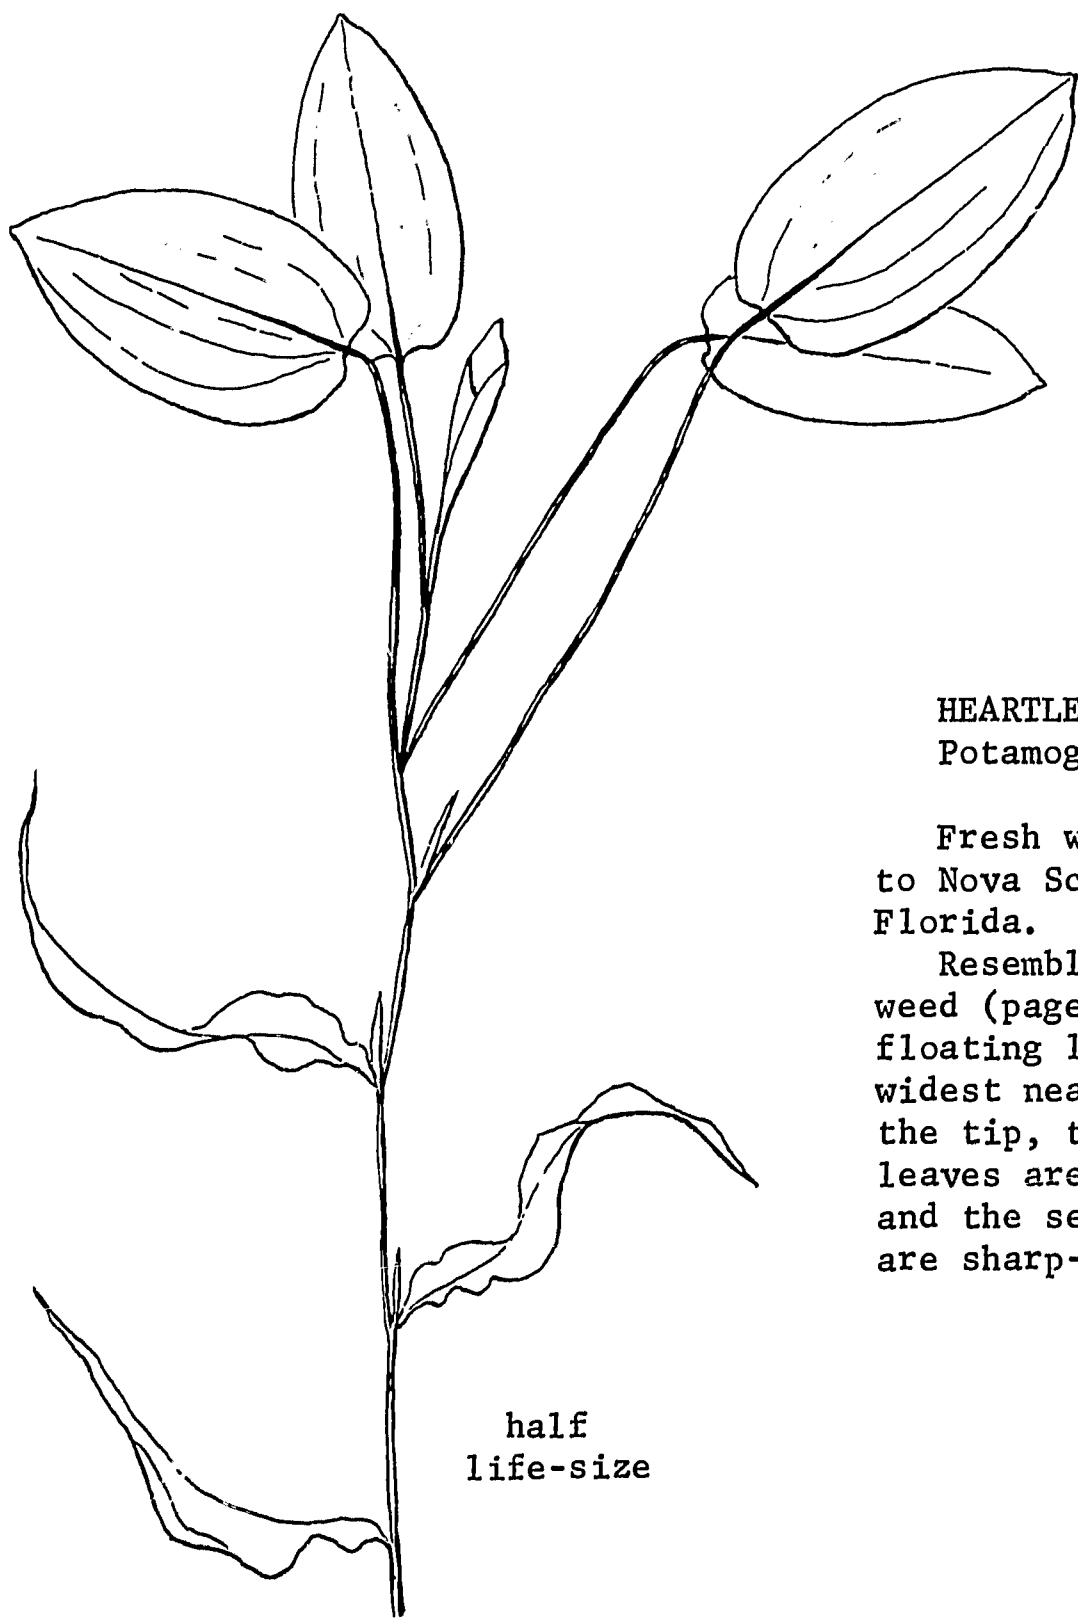 HEARTLE
Potamog
Fresh w
to Nova Sc
Florida.
Resembl
weed (page
floating l
widest nea
the tip, t
leaves are
and the se
are sharp-
half
life-size